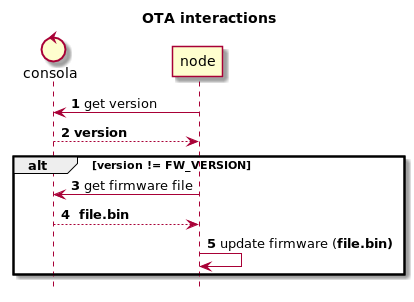 OTA interactions
consola
node
1 get version
2 version
alt [version != FW_VERSION]
3 get firmware file
4 file.bin
5 update firmware (file.bin)